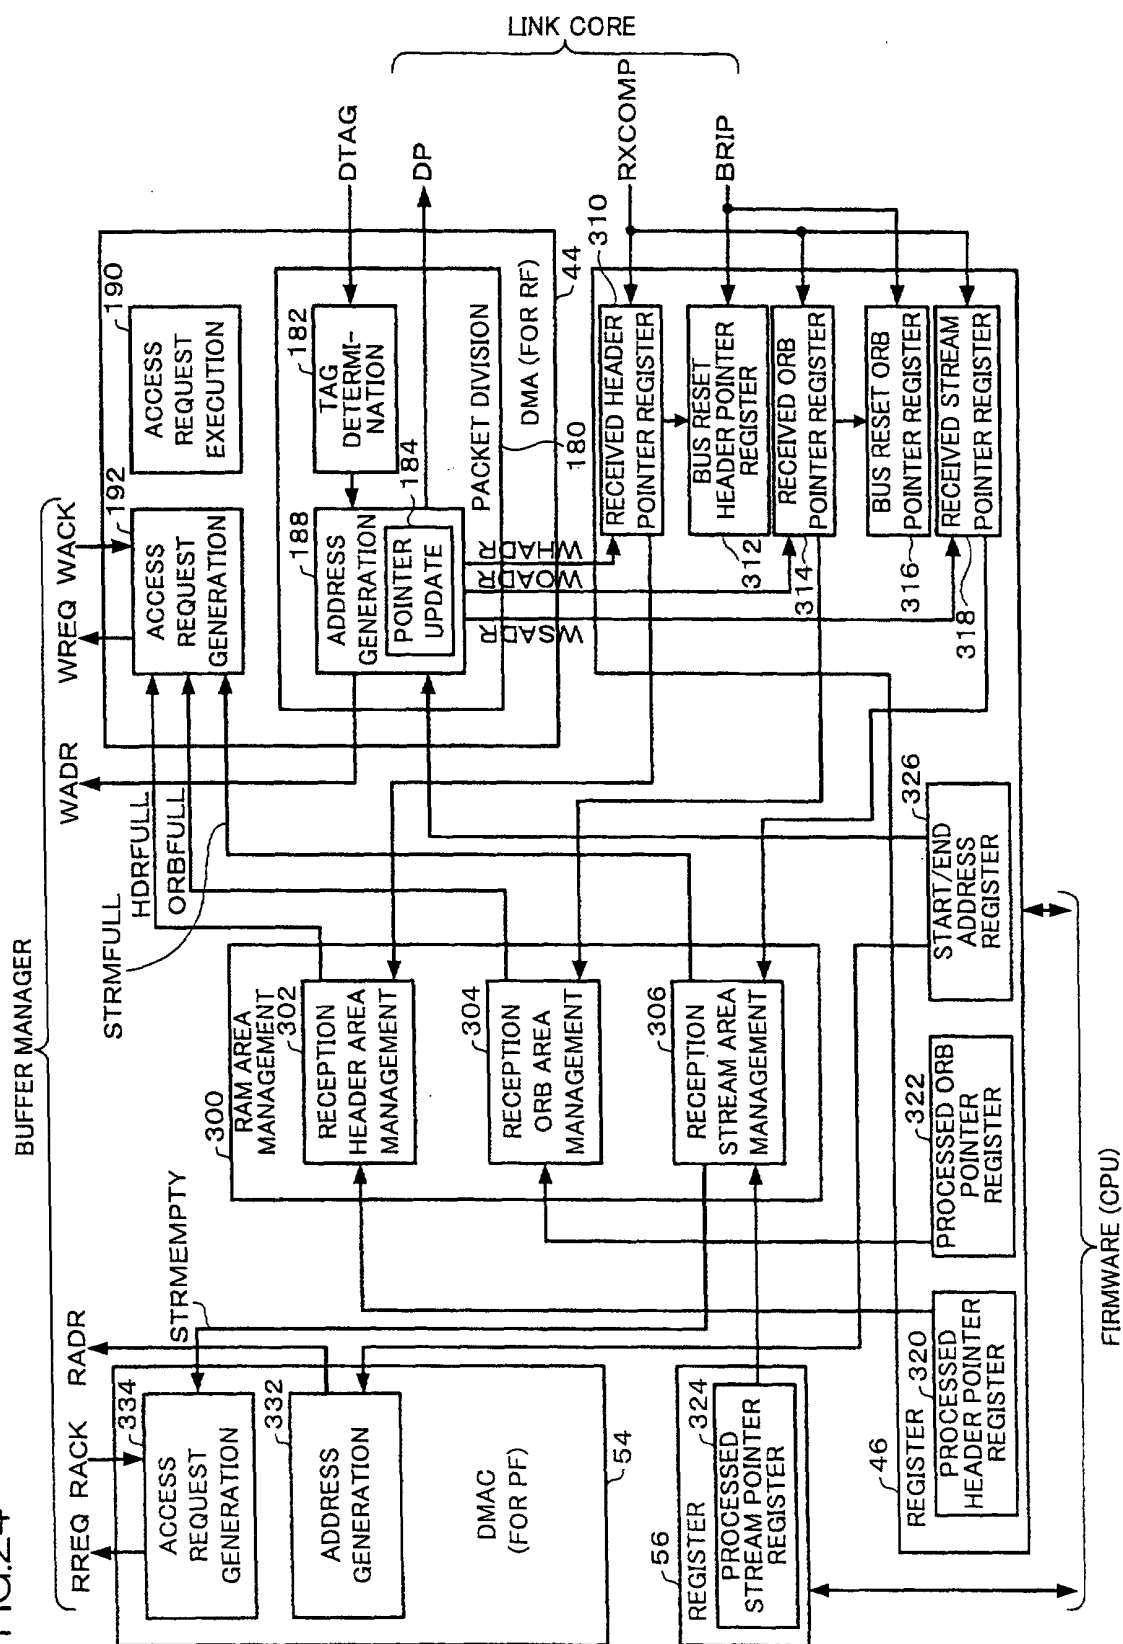 FIG.24
BUFFER MANAGER
RREQ
RACK
RADR
STRMEMPTY
STRMFULL
HDRFULL
ORBFULL
WADR
WREQ
WACK
334
ACCESS
REQUEST
GENERATION
332
ADDRESS
GENERATION
DMAC
(FOR PF)
54
300
RAM AREA
MANAGEMENT
302
RECEPTION
HEADER AREA
MANAGEMENT
304
RECEPTION
ORB AREA
MANAGEMENT
306
RECEPTION
STREAM AREA
MANAGEMENT
192
ACCESS
REQUEST
GENERATION
190
ACCESS
REQUEST
EXECUTION
188
ADDRESS
GENERATION
184
POINTER
UPDATE
182
TAG
DETERMI-
NATION
PACKET DIVISION
180
DMA (FOR RF)
44
LINK CORE
DTAG
DP
RXCOMP
BRIP
WSADR
WOADR
WHADR
310
RECEIVED HEADER
POINTER REGISTER
BUS RESET
HEADER POINTER
REGISTER
312
RECEIVED ORB
POINTER REGISTER
314
BUS RESET ORB
POINTER REGISTER
316
RECEIVED STREAM
POINTER REGISTER
318
56
REGISTER
324
PROCESSED
STREAM POINTER
REGISTER
46
REGISTER
320
PROCESSED
HEADER POINTER
REGISTER
322
PROCESSED ORB
POINTER
REGISTER
326
START/END
ADDRESS
REGISTER
FIRMWARE (CPU)